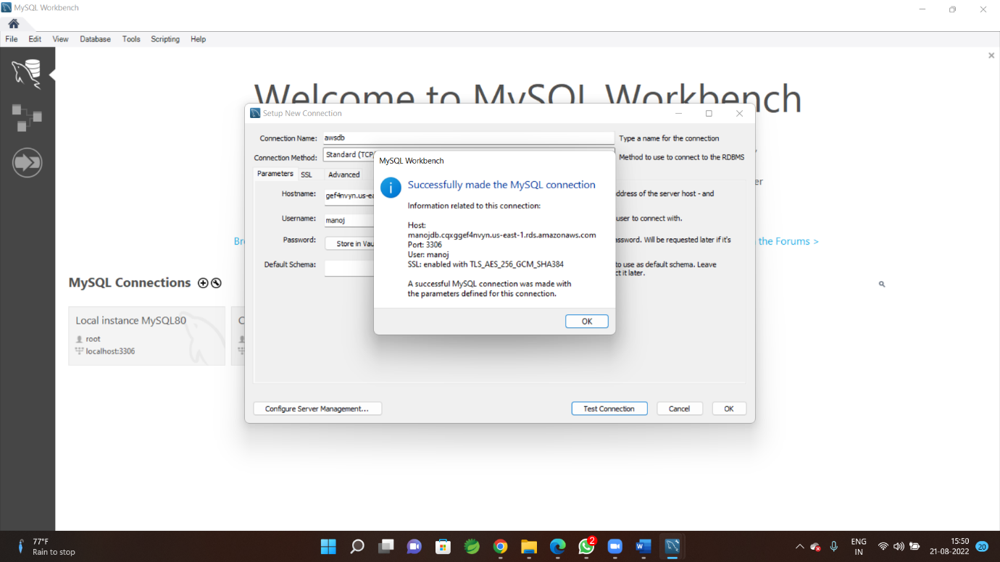 MySQL Workbench
File Edit View Database Tools Scripting Help
Welcome to MySQL Workbench
Setup New Connection
Connection Name: awsdb Type a name for the connection
Connection Method: Standard (TCP/ Method to use to connect to the RDBMS
MySQL Workbench
Parameters SSL Advanced
Successfully made the MySQL connection
Hostname: gef4nvyn.us-ea ddress of the server host - and
Information related to this connection:
Username: manoj user to connect with.
Host:
manojdb.cqxggef4nvyn.us-east-1.rds.amazonaws.com
Password: Store in Vau assword. Will be requested later if it's
Port: 3306
User: manoj
SSL: enabled with TLS_AES_256_GCM_SHA384
Default Schema: to use as default schema. Leave
ct it later.
A successful MySQL connection was made with
the parameters defined for this connection.
OK
er
Br
the Forums >
MySQL Connections
Local instance MySQL80
root
localhost:3306
C
Configure Server Management... Test Connection Cancel OK
77°F
Rain to stop
2
ENG
IN
15:50
21-08-2022
20